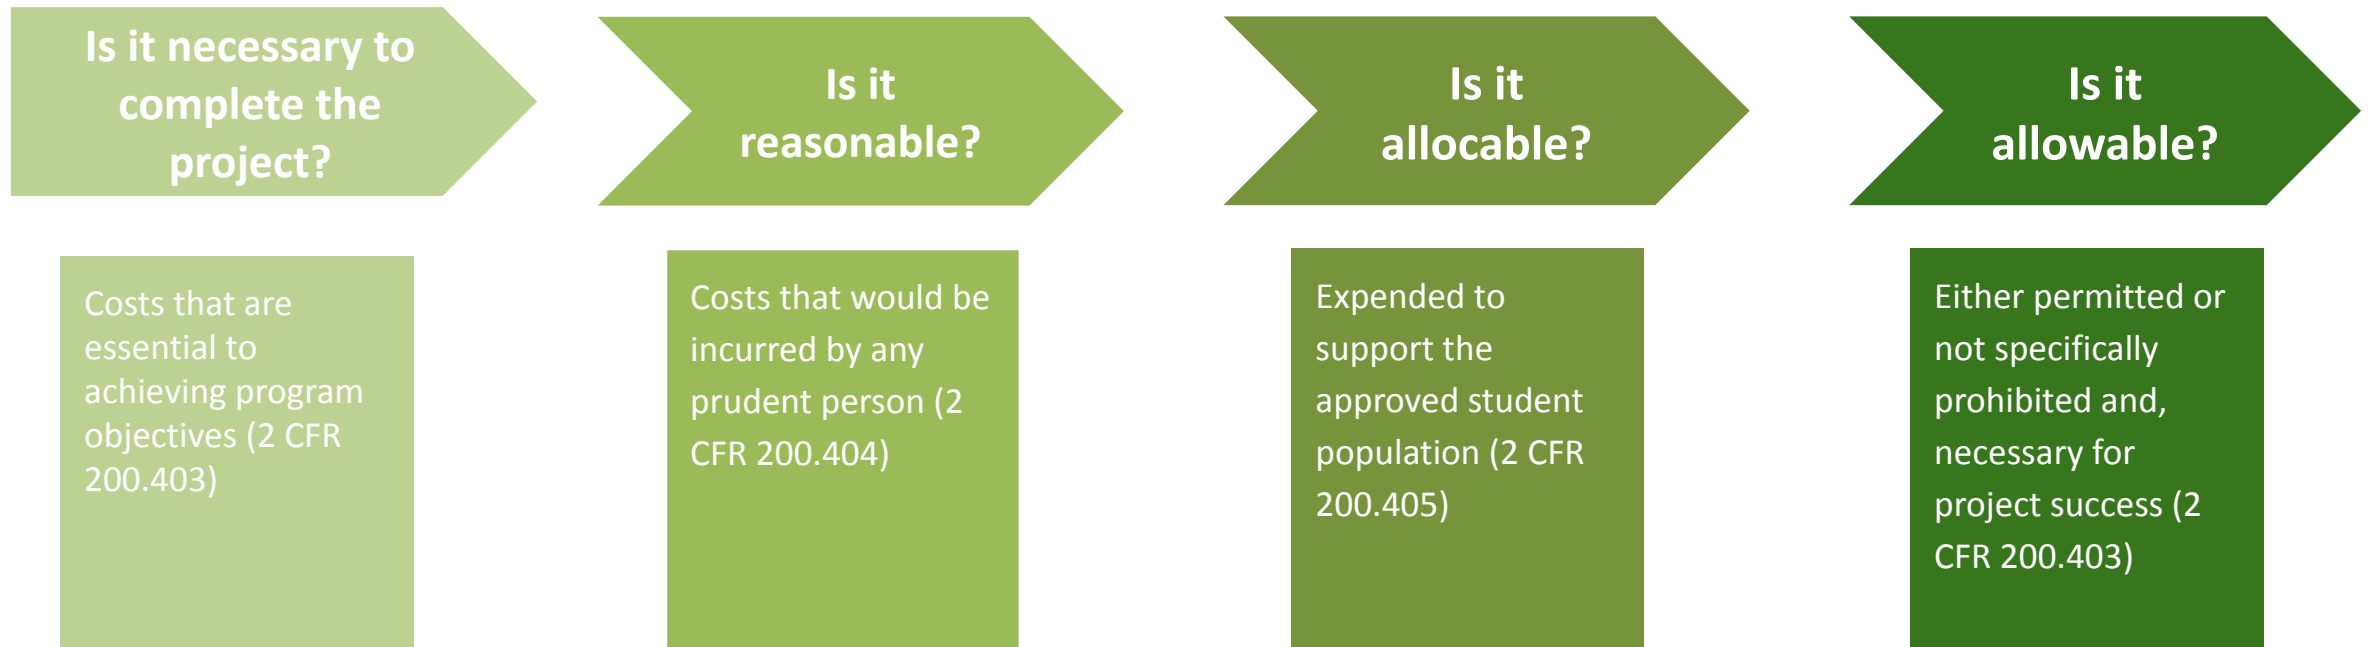 Is it necessary to
complete the
project?
Is it
reasonable?
Is it
allocable?
Is it
allowable?
Costs that are
essential to
achieving program
objectives (2 CFR
200.403)
Costs that would be
incurred by any
prudent person (2
CFR 200.404)
Expended to
support the
approved student
population (2 CFR
200.405)
Either permitted or
not specifically
prohibited and,
necessary for
project success (2
CFR 200.403)